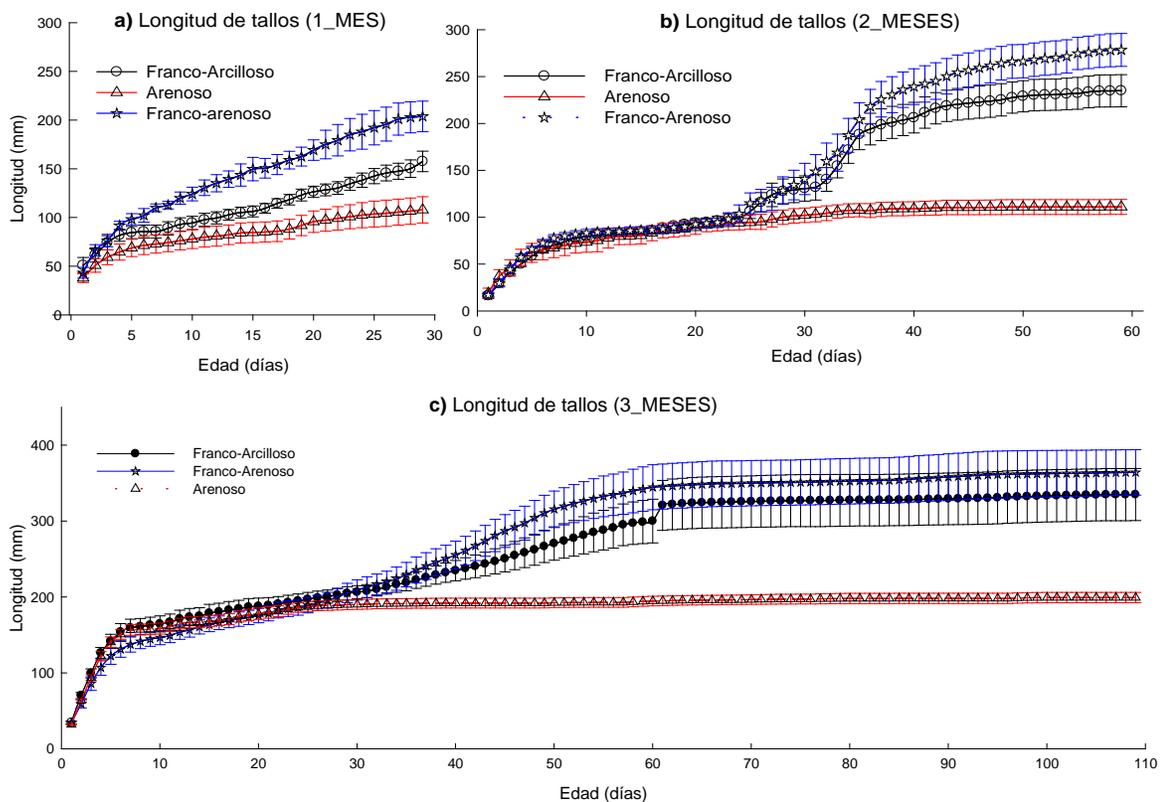 a) Longitud de tallos (1_MES)
Longitud (mm)
300
250
200
150
100
50
0
Franco-Arcilloso
Arenoso
Franco-arenoso
0 5 10 15 20 25 30
Edad (días)
b) Longitud de tallos (2_MESES)
300
250
200
150
100
50
0
Franco-Arcilloso
Arenoso
Franco-Arenoso
0 10 20 30 40 50 60
Edad (días)
c) Longitud de tallos (3_MESES)
Longitud (mm)
400
300
200
100
0
Franco-Arcilloso
Franco-Arenoso
Arenoso
0 10 20 30 40 50 60 70 80 90 100 110
Edad (días)